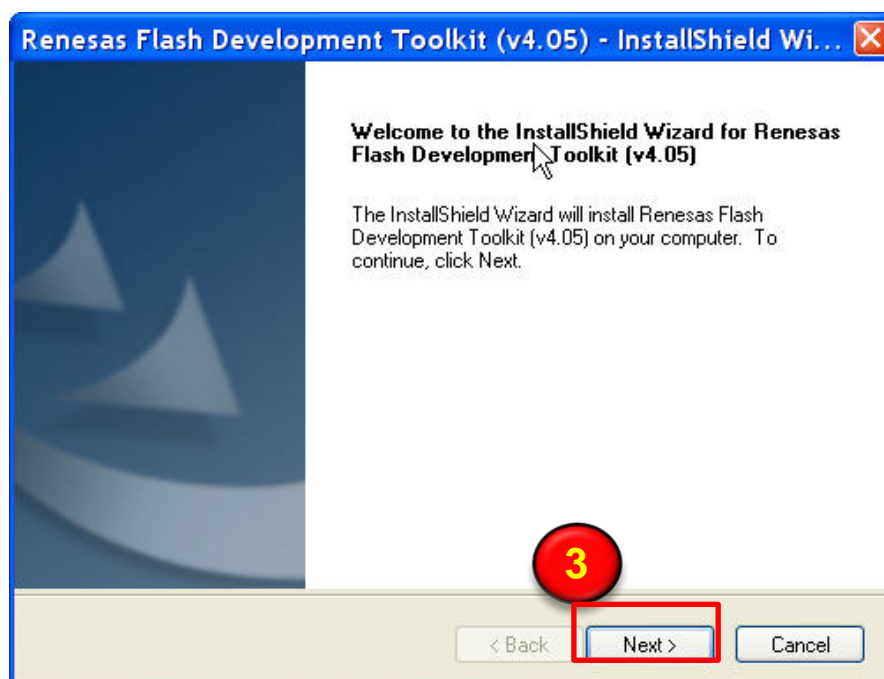 Renesas Flash Development Toolkit (v4.05) - InstallShield Wi...
Welcome to the InstallShield Wizard for Renesas
Flash Development Toolkit (v4.05)
The InstallShield Wizard will install Renesas Flash
Development Toolkit (v4.05) on your computer. To
continue, click Next.
3
< Back Next > Cancel